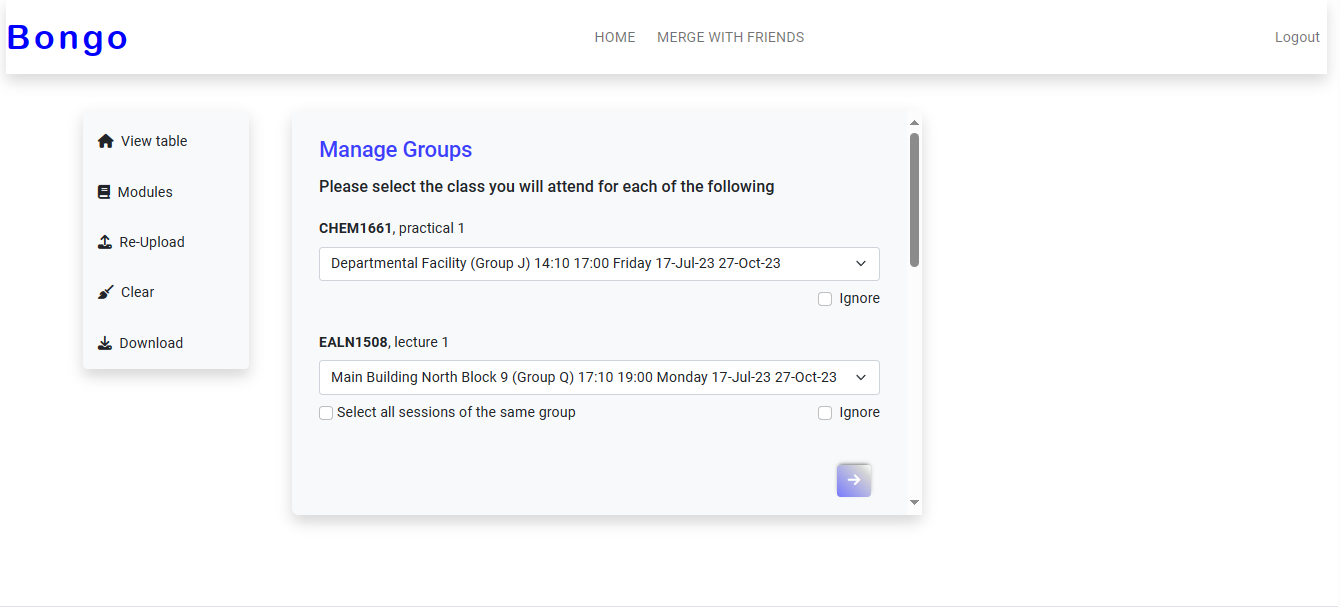 Bongo
HOME MERGE WITH FRIENDS
Logout
View table
Modules
Re-Upload
Clear
Download
Manage Groups
Please select the class you will attend for each of the following
CHEM1661, practical 1
Departmental Facility (Group J) 14:10 17:00 Friday 17-Jul-23 27-Oct-23
Ignore
EALN1508, lecture 1
Main Building North Block 9 (Group Q) 17:10 19:00 Monday 17-Jul-23 27-Oct-23
Select all sessions of the same group
Ignore